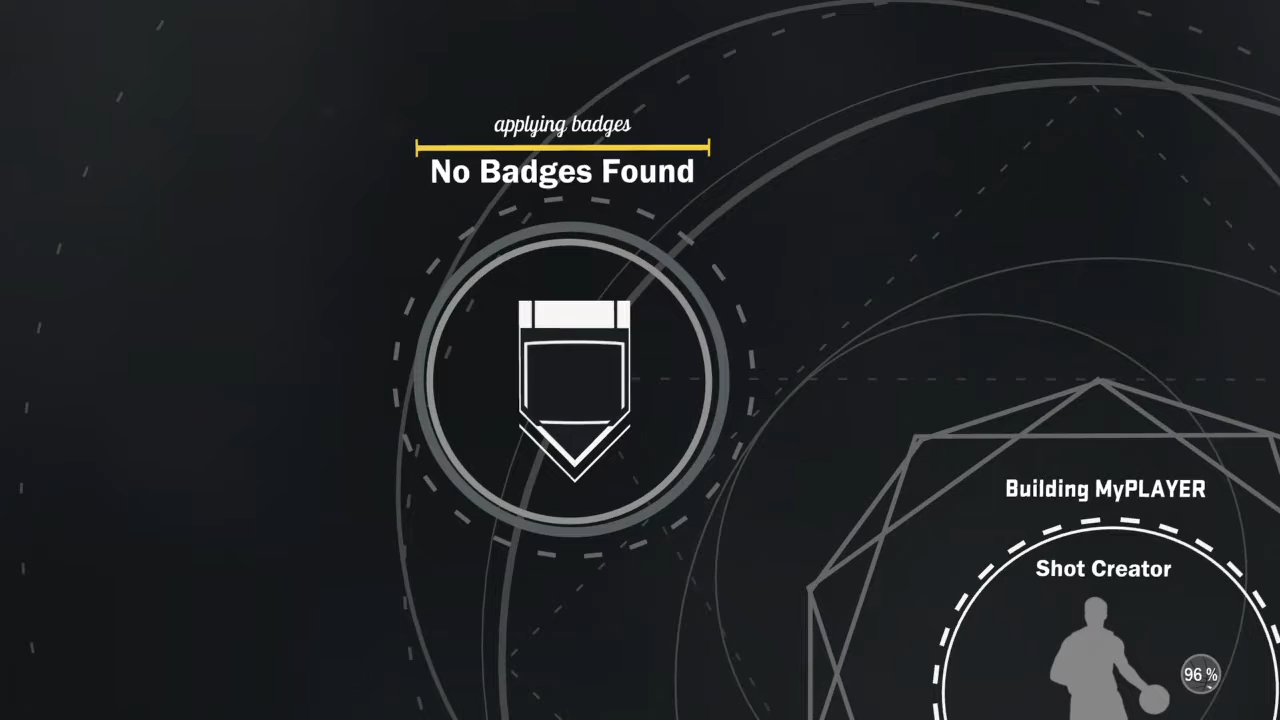 applying badges
No Badges Found
Building MyPLAYER
Shot Creator
96 %